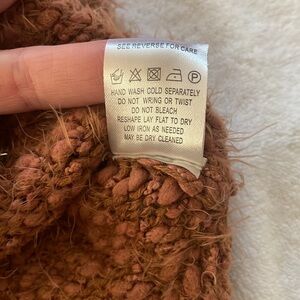 SEE REVERSE FOR CARE
HAND WASH COLD SEPARATELY
DO NOT WRING OR TWIST
DO NOT BLEACH
RESHAPE LAY FLAT TO DRY
LOW IRON AS NEEDED
MAY BE DRY CLEANED